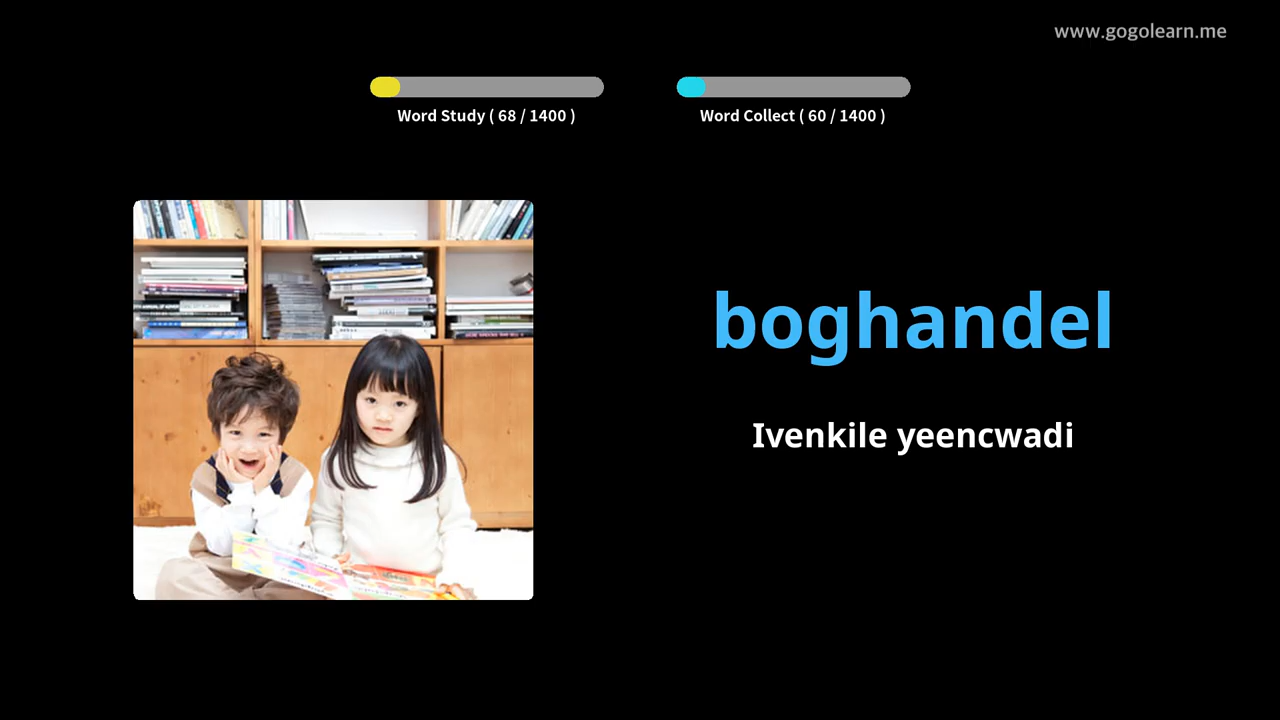 www.gogolearn.me
Word Study ( 68 / 1400 )
Word Collect ( 60 / 1400 )
boghandel
Ivenkile yeencwadi